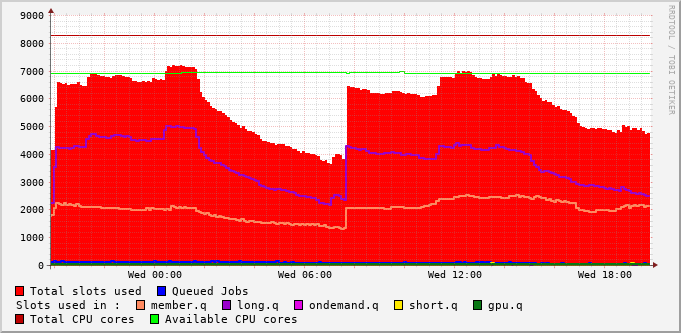 9000
8000
7000
6000
5000
4000
3000
2000
1000
0
Wed 00:00 Wed 06:00 Wed 12:00 Wed 18:00
RRDTOOL / TOBI OETIKER
Total slots used Queued Jobs
Slots used in : member.q long.q ondemand.q short.q gpu.q
Total CPU cores Available CPU cores